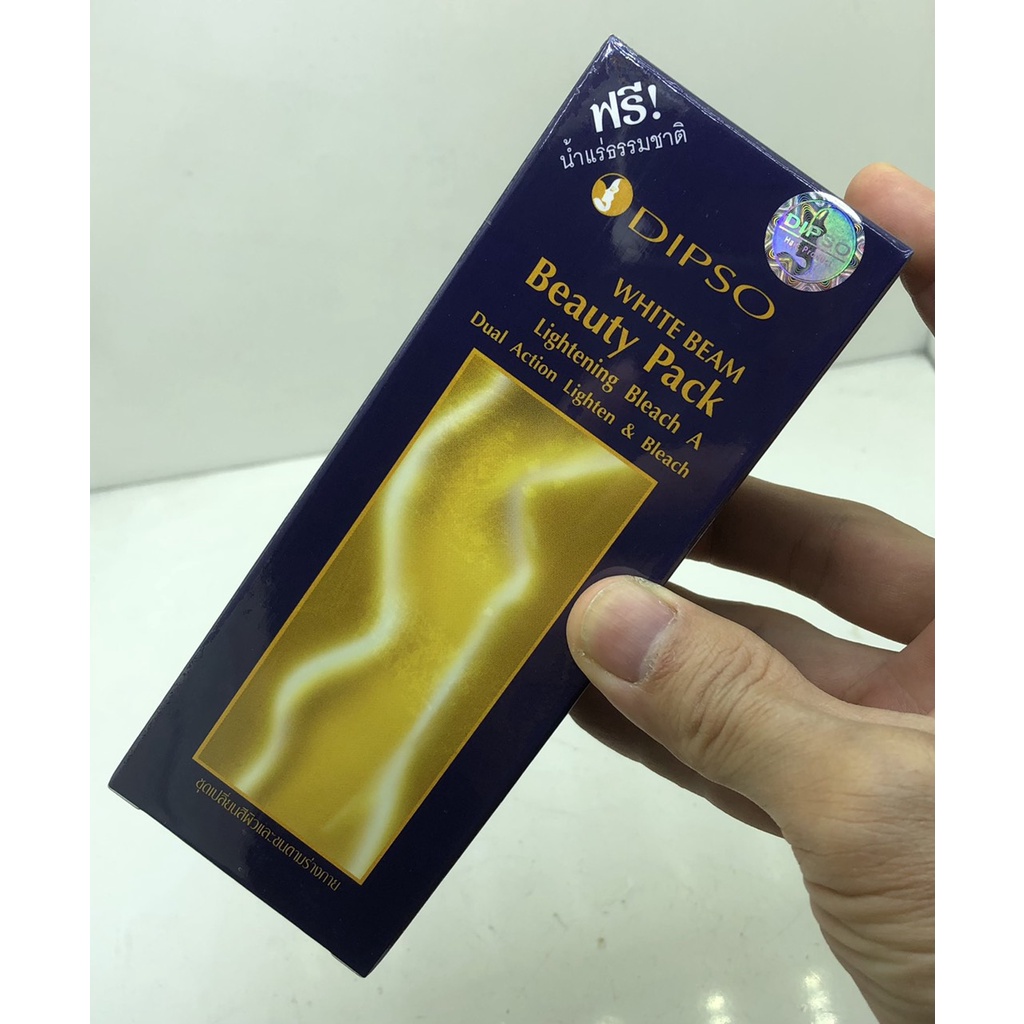 ฟรี!
น้ำแร่ธรรมชาติ
DIPSO
DIPSO
WHITE BEAM
Beauty Pack
Lightening Bleach A
Dual Action Lighten & Bleach
ชุดเปลี่ยนสีผิวและขนตามร่างกาย